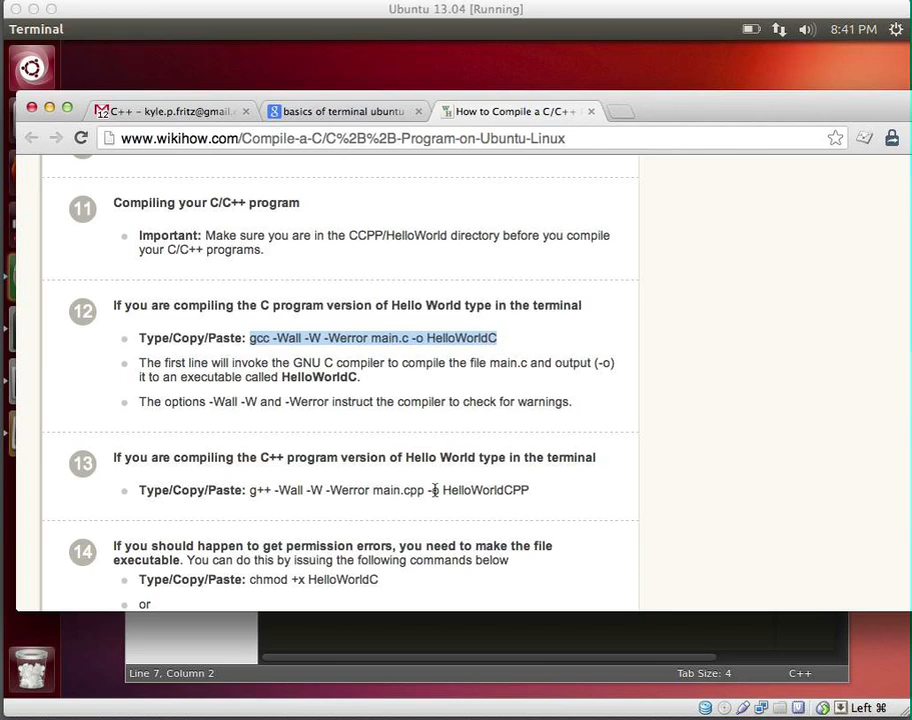 Ubuntu 13.04 [Running]
Terminal
8:41 PM
12
C++ – kyle.p.fritz@gmail.c
basics of terminal ubuntu
How to Compile a C/C++
www.wikihow.com/Compile-a-C/C%2B%2B-Program-on-Ubuntu-Linux
11
Compiling your C/C++ program
Important: Make sure you are in the CCPP/HelloWorld directory before you compile
your C/C++ programs.
12
If you are compiling the C program version of Hello World type in the terminal
Type/Copy/Paste: gcc -Wall -W -Werror main.c -o HelloWorldC
The first line will invoke the GNU C compiler to compile the file main.c and output (-o)
it to an executable called HelloWorldC.
The options -Wall -W and -Werror instruct the compiler to check for warnings.
13
If you are compiling the C++ program version of Hello World type in the terminal
Type/Copy/Paste: g++ -Wall -W -Werror main.cpp -o HelloWorldCPP
14
If you should happen to get permission errors, you need to make the file
executable. You can do this by issuing the following commands below
Type/Copy/Paste: chmod +x HelloWorldC
or
Line 7, Column 2
Tab Size: 4
C++
Left ⌘